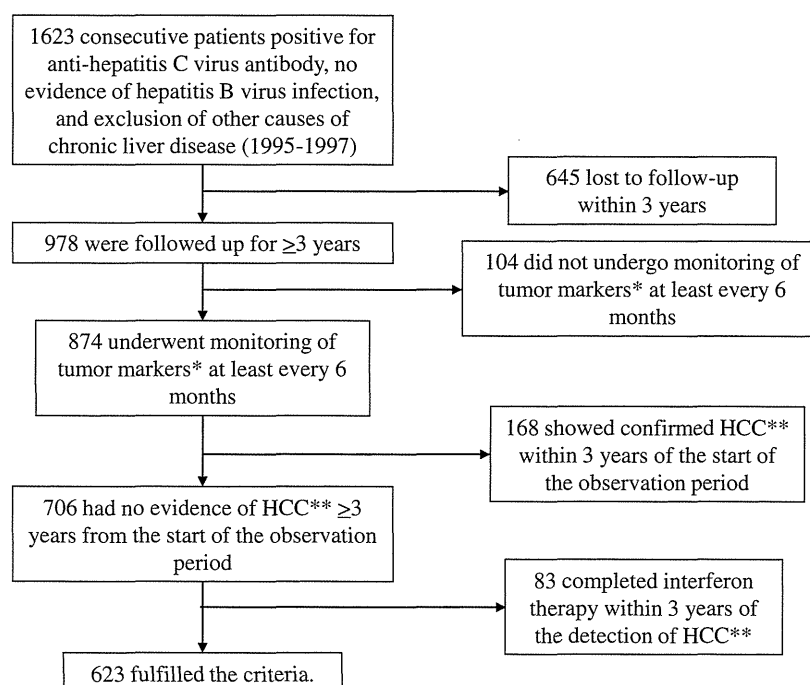 1623 consecutive patients positive for
anti-hepatitis C virus antibody, no
evidence of hepatitis B virus infection,
and exclusion of other causes of
chronic liver disease (1995-1997)
645 lost to follow-up
within 3 years
978 were followed up for ≥3 years
104 did not undergo monitoring of
tumor markers* at least every 6
months
874 underwent monitoring of
tumor markers* at least every 6
months
168 showed confirmed HCC**
within 3 years of the start of
the observation period
706 had no evidence of HCC** ≥3
years from the start of the observation
period
83 completed interferon
therapy within 3 years of
the detection of HCC**
623 fulfilled the criteria.